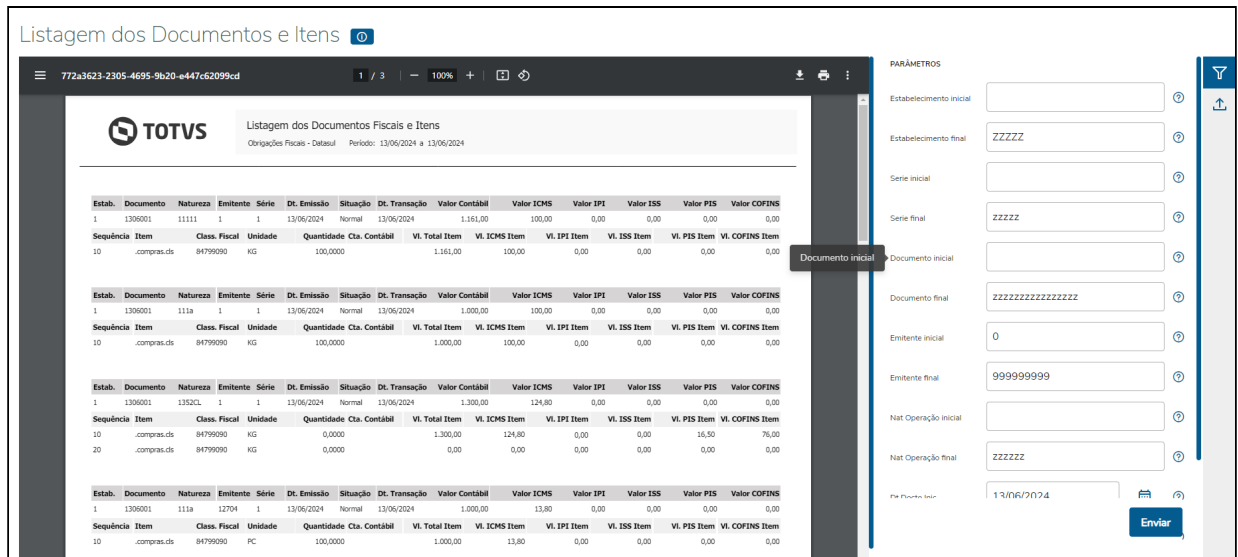 Listagem dos Documentos e Itens
772a3623-2305-4695-9b20-e447c62099cd 1 / 3 — 100% +
TOTVS
Listagem dos Documentos Fiscais e Itens
Obrigações Fiscais - Datasul Período: 13/06/2024 a 13/06/2024
Estab. Documento Natureza Emitente Série Dt. Emissão Situação Dt. Transação Valor Contábil Valor ICMS Valor IPI Valor ISS Valor PIS Valor COFINS
1 1306001 11111 1 1 13/06/2024 Normal 13/06/2024 1.161,00 100,00 0,00 0,00 0,00 0,00
Sequência Item Class. Fiscal Unidade Quantidade Cta. Contábil Vl. Total Item Vl. ICMS Item Vl. IPI Item Vl. ISS Item Vl. PIS Item Vl. COFINS Item
10 .compras.cls 84799090 KG 100,0000 1.161,00 100,00 0,00 0,00 0,00 0,00
Estab. Documento Natureza Emitente Série Dt. Emissão Situação Dt. Transação Valor Contábil Valor ICMS Valor IPI Valor ISS Valor PIS Valor COFINS
1 1306001 111a 1 1 13/06/2024 Normal 13/06/2024 1.000,00 100,00 0,00 0,00 0,00 0,00
Sequência Item Class. Fiscal Unidade Quantidade Cta. Contábil Vl. Total Item Vl. ICMS Item Vl. IPI Item Vl. ISS Item Vl. PIS Item Vl. COFINS Item
10 .compras.cls 84799090 KG 100,0000 1.000,00 100,00 0,00 0,00 0,00 0,00
Estab. Documento Natureza Emitente Série Dt. Emissão Situação Dt. Transação Valor Contábil Valor ICMS Valor IPI Valor ISS Valor PIS Valor COFINS
1 1306001 1352CL 1 1 13/06/2024 Normal 13/06/2024 1.300,00 124,80 0,00 0,00 0,00 0,00
Sequência Item Class. Fiscal Unidade Quantidade Cta. Contábil Vl. Total Item Vl. ICMS Item Vl. IPI Item Vl. ISS Item Vl. PIS Item Vl. COFINS Item
10 .compras.cls 84799090 KG 0,0000 1.300,00 124,80 0,00 0,00 16,50 76,00
20 .compras.cls 84799090 KG 0,0000 0,00 0,00 0,00 0,00 0,00 0,00
Estab. Documento Natureza Emitente Série Dt. Emissão Situação Dt. Transação Valor Contábil Valor ICMS Valor IPI Valor ISS Valor PIS Valor COFINS
1 1306001 111a 12704 1 13/06/2024 Normal 13/06/2024 1.000,00 13,80 0,00 0,00 0,00 0,00
Sequência Item Class. Fiscal Unidade Quantidade Cta. Contábil Vl. Total Item Vl. ICMS Item Vl. IPI Item Vl. ISS Item Vl. PIS Item Vl. COFINS Item
10 .compras.cls 84799090 PC 100,0000 1.000,00 13,80 0,00 0,00 0,00 0,00
Documento inicial
PARÂMETROS
Estabelecimento inicial
Estabelecimento final ZZZZZ
Serie inicial
Serie final zzzzz
Documento inicial
Documento final zzzzzzzzzzzzzzzz
Emitente inicial 0
Emitente final 999999999
Nat Operação inicial
Nat Operação final zzzzzz
Dt Docto Inic 13/06/2024
Enviar